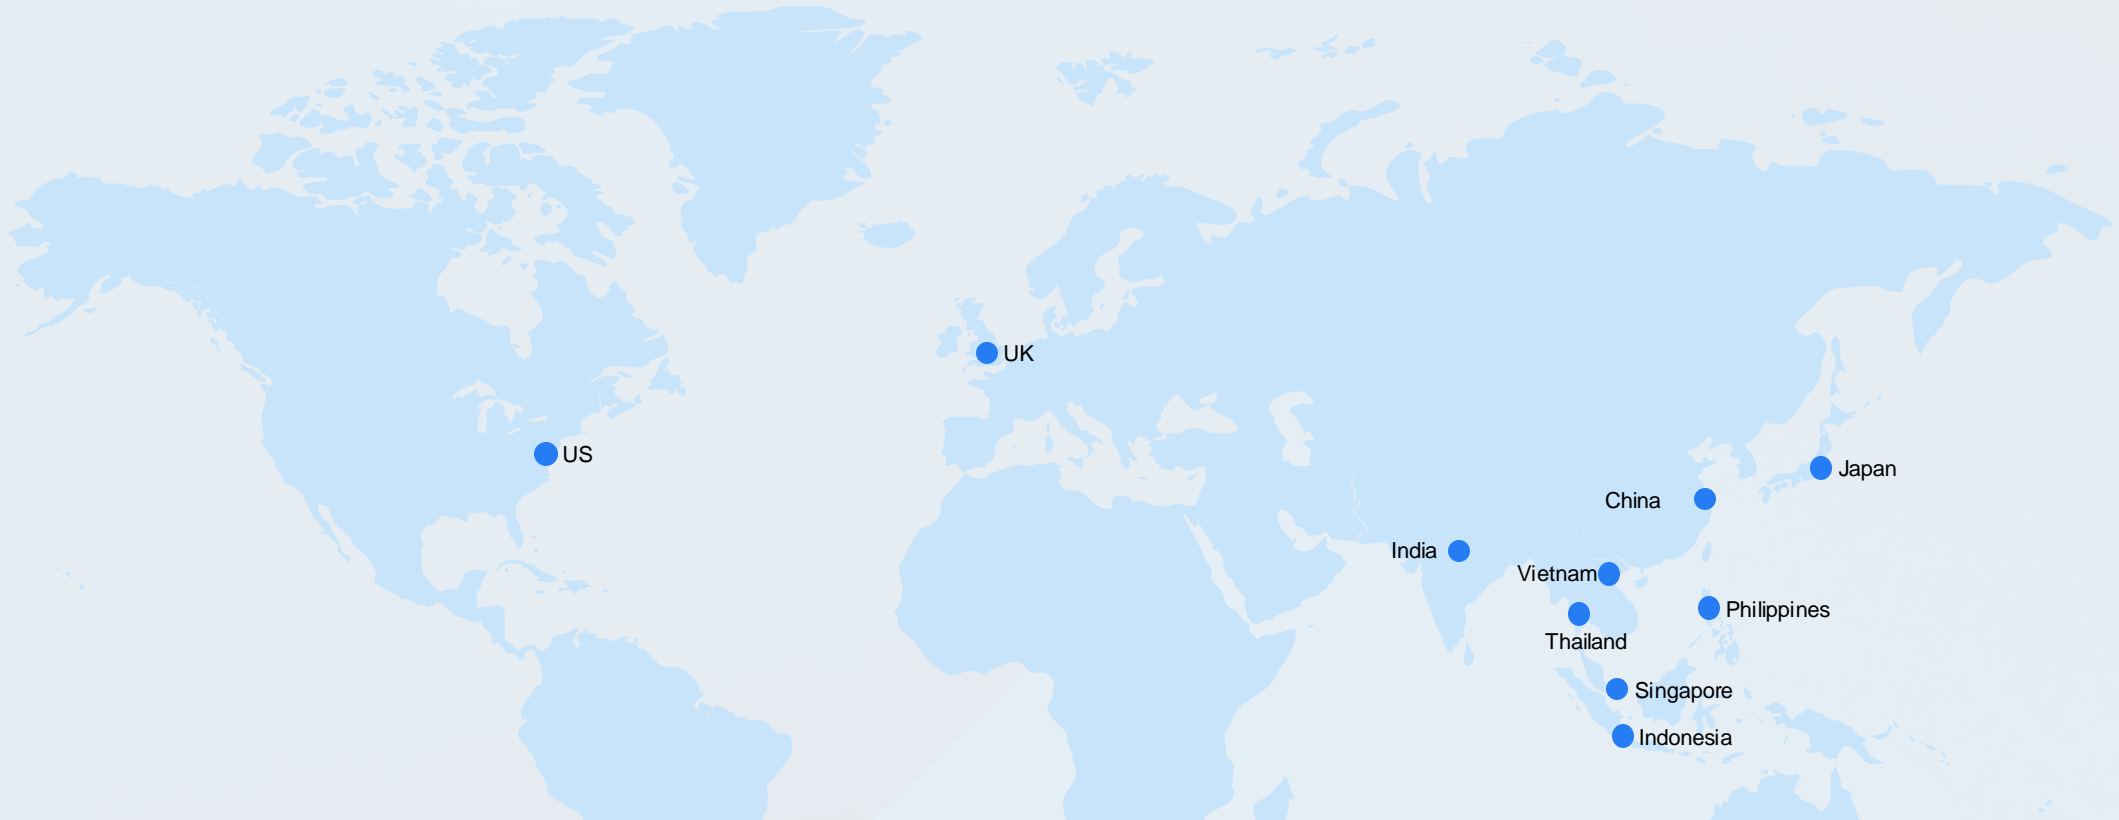 UK
US
Japan
China
India
Vietnam
Philippines
Thailand
Singapore
Indonesia